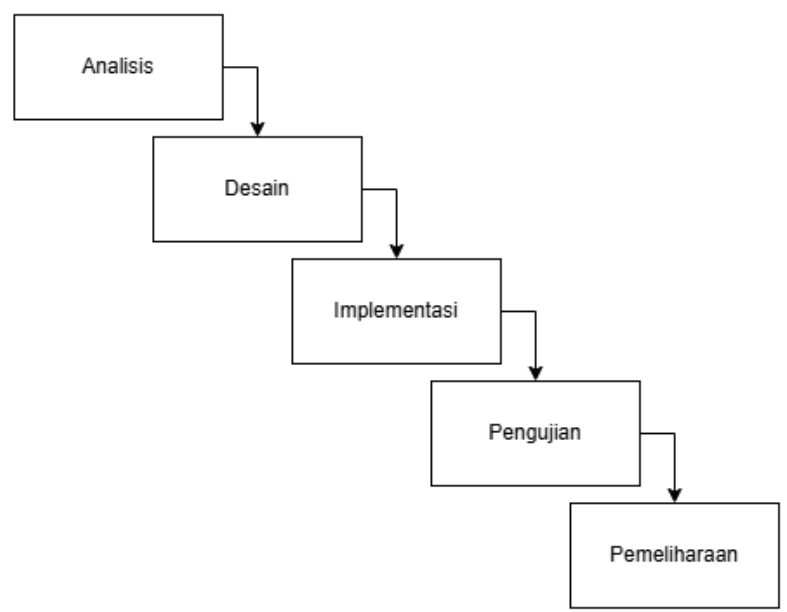 Analisis
Desain
Implementasi
Pengujian
Pemeliharaan